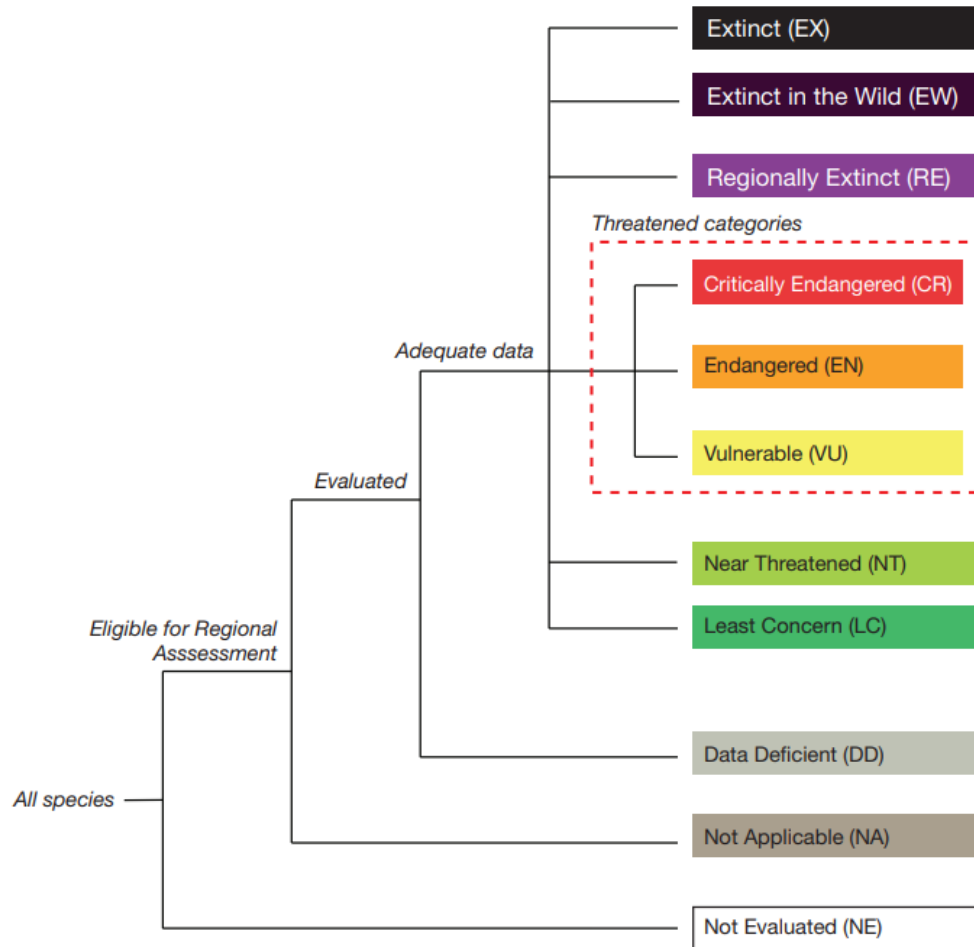 Extinct (EX)
Extinct in the Wild (EW)
Regionally Extinct (RE)
Threatened categories
Critically Endangered (CR)
Adequate data
Endangered (EN)
Vulnerable (VU)
Evaluated
Near Threatened (NT)
Eligible for Regional
Asssessment
Least Concern (LC)
Data Deficient (DD)
All species
Not Applicable (NA)
Not Evaluated (NE)